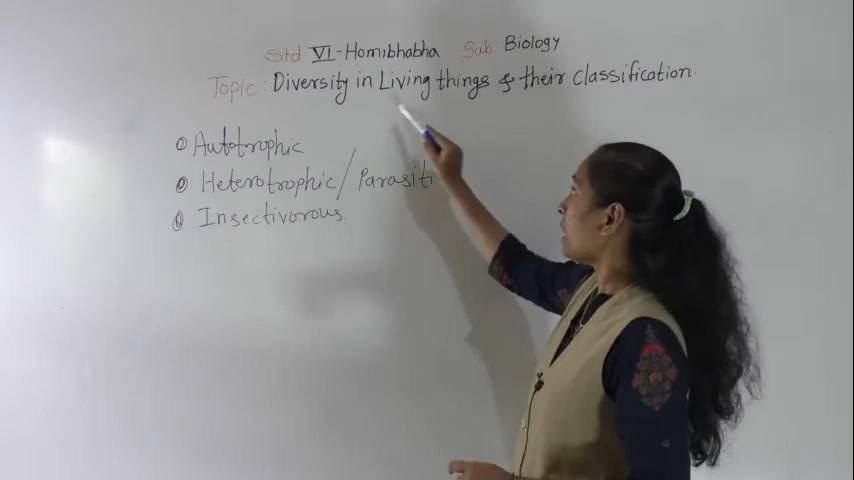 Std VI - Homibhabha Sub: Biology
Topic: Diversity in Living things & their classification.
Autotrophic
Heterotrophic/Parasiti
Insectivorous.